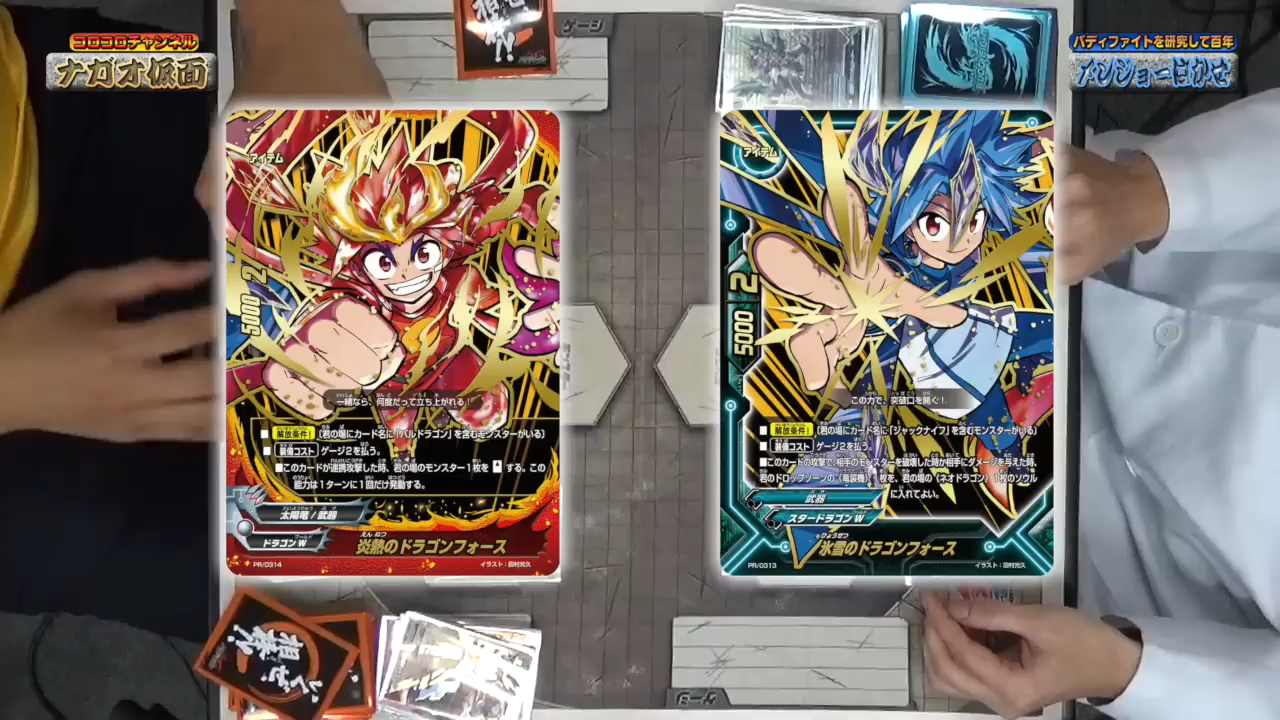 コロコロチャンネル
ナガオ仮面
バディファイトを研究して百年
メンジョーはかせ
ゲージ
アイテム
2
5000
一緒なら、何度だって立ち上がれる!
■解放条件!〔君の場にカード名に「バルドラゴン」を含むモンスターがいる〕
■装備コスト ゲージ2を払う。
■このカードが連携攻撃した時、君の場のモンスター1枚を する。この
能力は1ターンに1回だけ発動する。
太陽竜/武器
ドラゴンW
炎熱のドラゴンフォース
PR/0314
イラスト:田村光久
アイテム
2
5000
この力で、突破口を開ぐ!
■解放条件!〔君の場にカード名に「ジャックナイフ」を含むモンスターがいる〕
■装備コスト ゲージ2を払う。
■このカードの攻撃で、相手のモンスターを破壊した時か相手にダメージを与えた時、
君のドロップゾーンの《竜装機》1枚を、君の場の《ネオドラゴン》1枚のソウル
に入れてよい。
武器
スタードラゴンW
氷雪のドラゴンフォース
PR/0313
イラスト:田村光久
相棒!
ゲージ